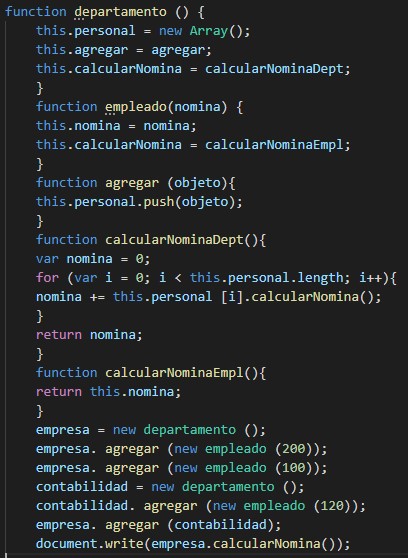 function departamento () {
this.personal = new Array();
this.agregar = agregar;
this.calcularNomina = calcularNominaDept;
}
function empleado(nomina) {
this.nomina = nomina;
this.calcularNomina = calcularNominaEmpl;
}
function agregar (objeto){
this.personal.push(objeto);
}
function calcularNominaDept(){
var nomina = 0;
for (var i = 0; i < this.personal.length; i++){
nomina += this.personal [i].calcularNomina();
}
return nomina;
}
function calcularNominaEmpl(){
return this.nomina;
}
empresa = new departamento ();
empresa. agregar (new empleado (200));
empresa. agregar (new empleado (100));
contabilidad = new departamento ();
contabilidad. agregar (new empleado (120));
empresa. agregar (contabilidad);
document.write(empresa.calcularNomina());